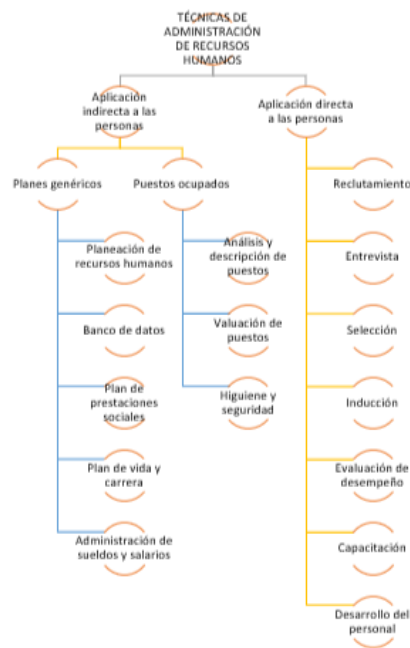 TÉCNICAS DE
ADMINISTRACIÓN
DE RECURSOS
HUMANOS
Aplicación
indirecta a las
personas
Aplicación directa
a las personas
Planes genéricos
Puestos ocupados
Reclutamiento
Planeación de
recursos humanos
Análisis y
descripción de
puestos
Entrevista
Banco de datos
Valuación de
puestos
Selección
Plan de
prestaciones
sociales
Higuiene y
seguridad
Inducción
Plan de vida y
carrera
Evaluación de
desempeño
Administración de
sueldos y salarios
Capacitación
Desarrollo del
personal